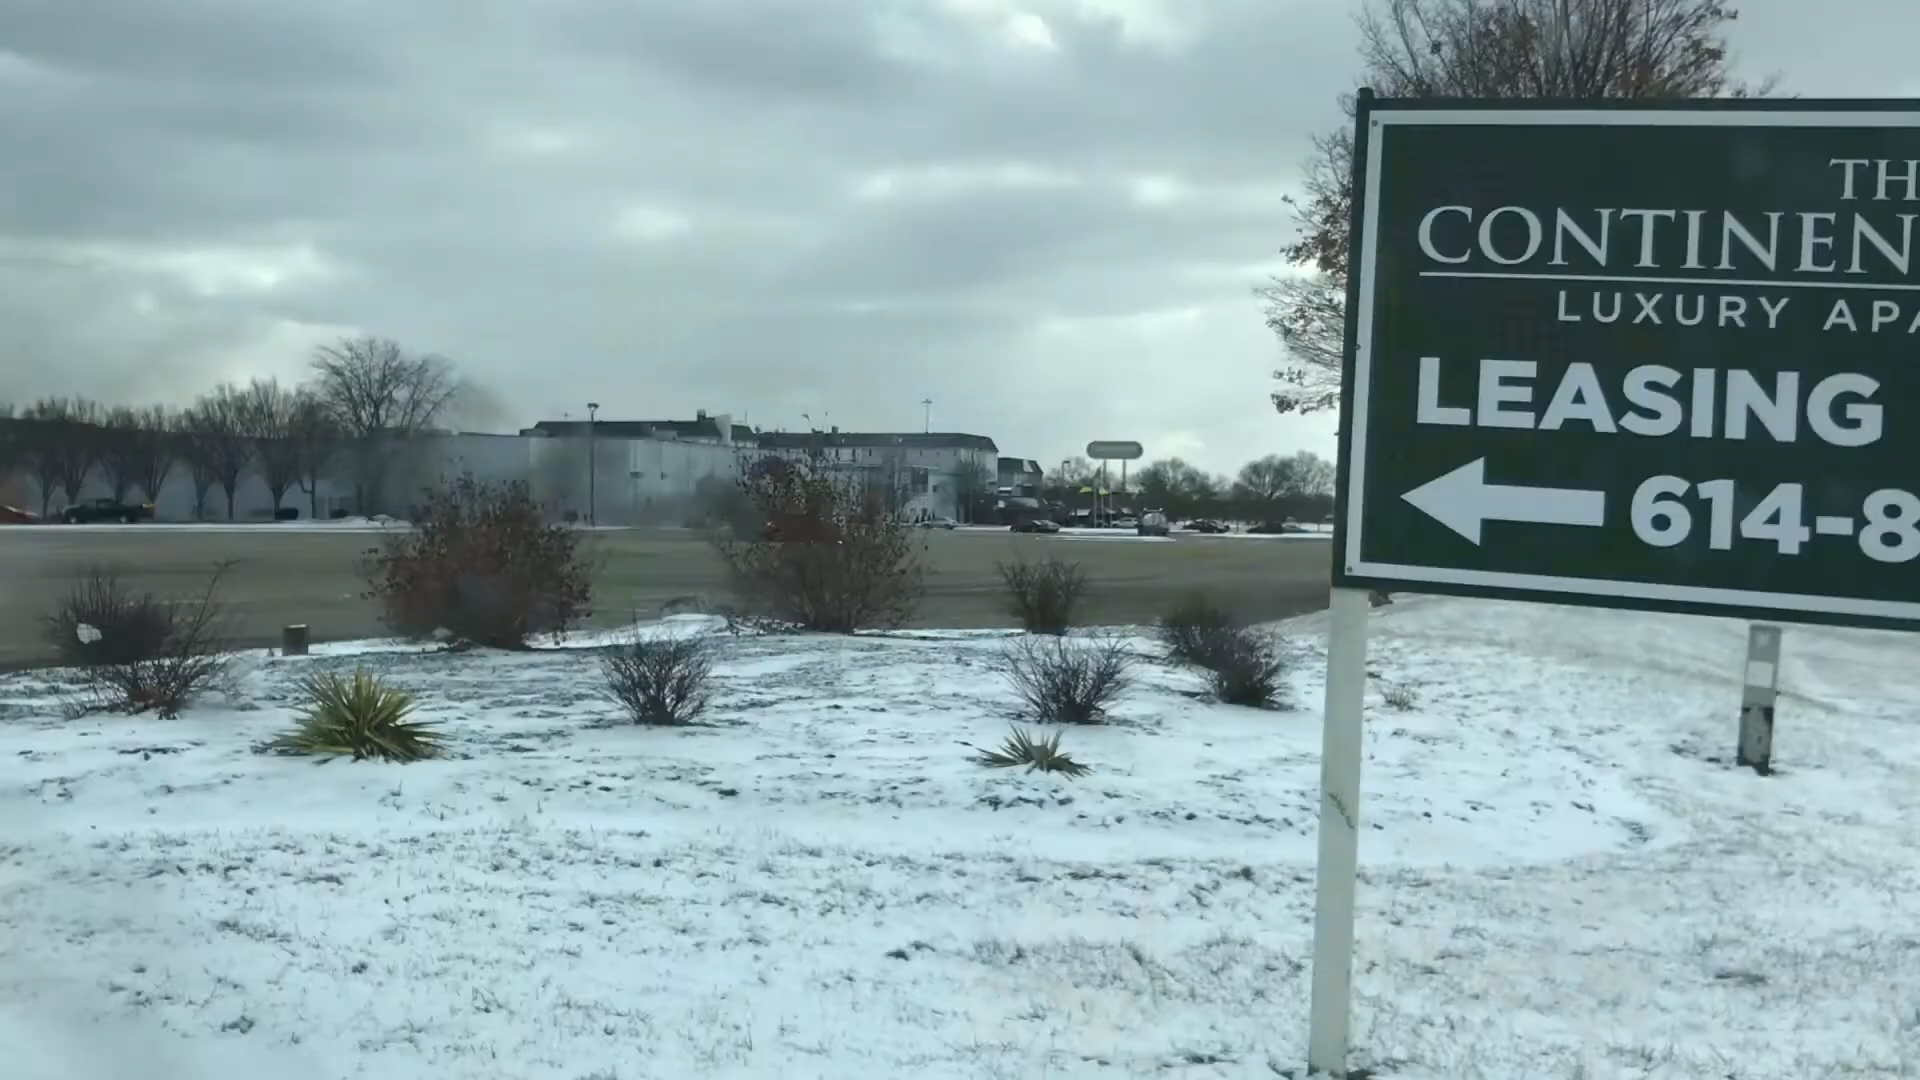 TH
CONTINEN
LUXURY APA
LEASING
614-8